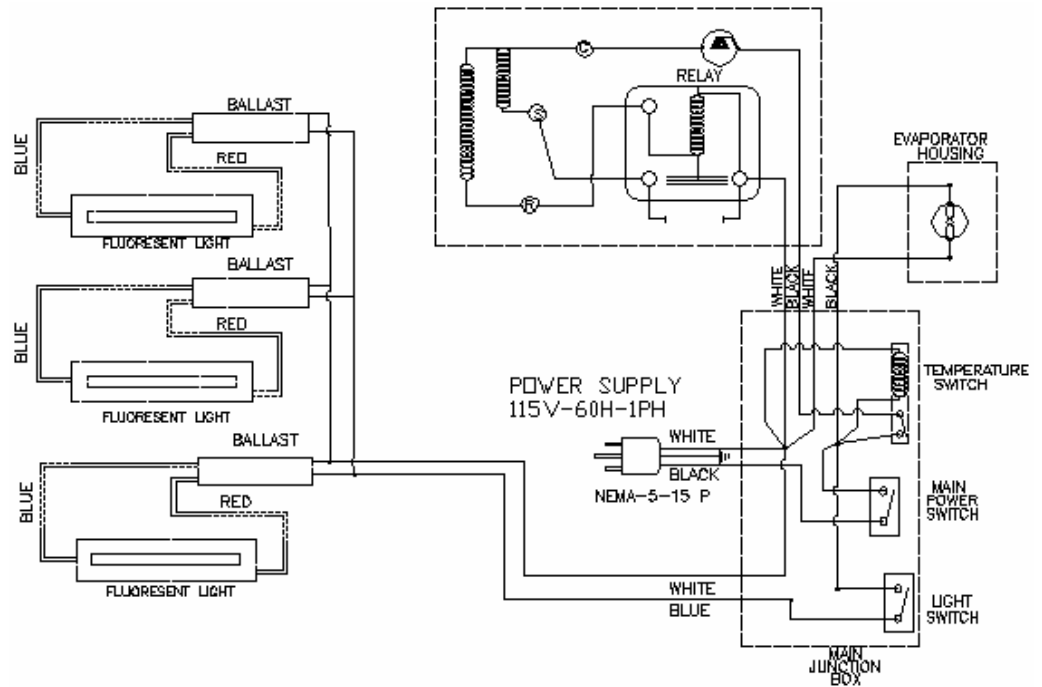 BALLAST
BLUE
RED
FLUORESENT LIGHT
BALLAST
BLUE
RED
FLUORESENT LIGHT
BALLAST
BLUE
RED
FLUORESENT LIGHT
C
RELAY
S
R
EVAPORATOR
HOUSING
WHITE
BLACK
WHITE
BLACK
TEMPERATURE
SWITCH
POWER SUPPLY
115V-60H-1PH
WHITE
BLACK
NEMA-5-15 P
MAIN
POWER
SWITCH
WHITE
BLUE
LIGHT
SWITCH
MAIN
JUNCTION
BOX